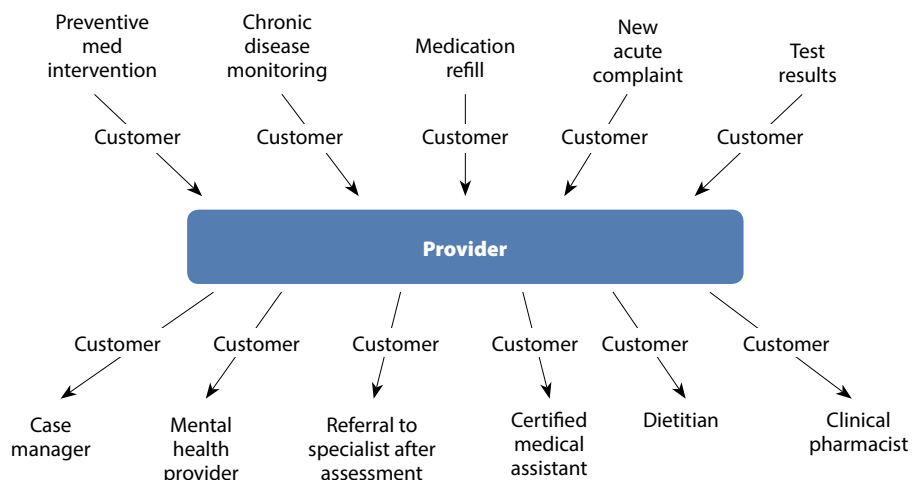 Preventive
med
intervention
Chronic
disease
monitoring
Medication
refill
New
acute
complaint
Test
results
Customer
Customer
Customer
Customer
Customer
Provider
Customer
Customer
Customer
Customer
Customer
Customer
Case
manager
Mental
health
provider
Referral to
specialist after
assessment
Certified
medical
assistant
Dietitian
Clinical
pharmacist